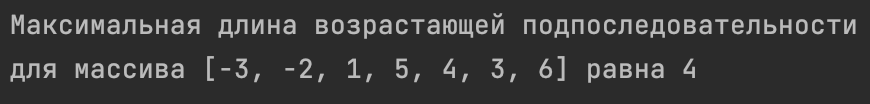 Максимальная длина возрастающей подпоследовательности
для массива [-3, -2, 1, 5, 4, 3, 6] равна 4